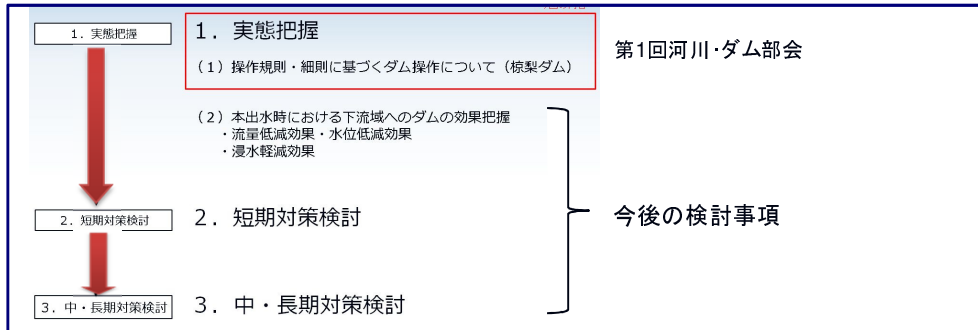 1．実態把握
1．実態把握
（1）操作規則・細則に基づくダム操作について（椋梨ダム）
第1回河川・ダム部会
（2）本出水時における下流域へのダムの効果把握
・流量低減効果・水位低減効果
・浸水軽減効果
2．短期対策検討
2．短期対策検討
今後の検討事項
3．中・長期対策検討
3．中・長期対策検討